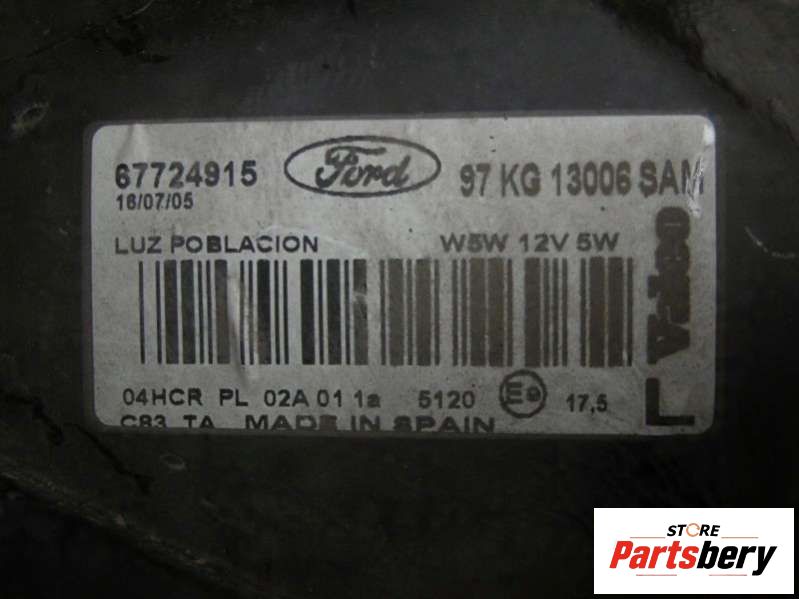 67724915 Ford 97 KG 13006 SAM
16/07/05
LUZ POBLACION W5W 12V 5W
04HCR PL 02A 01 1a 5120 E9 17,5
C83 TA MADE IN SPAIN
L
STORE
Partsbery